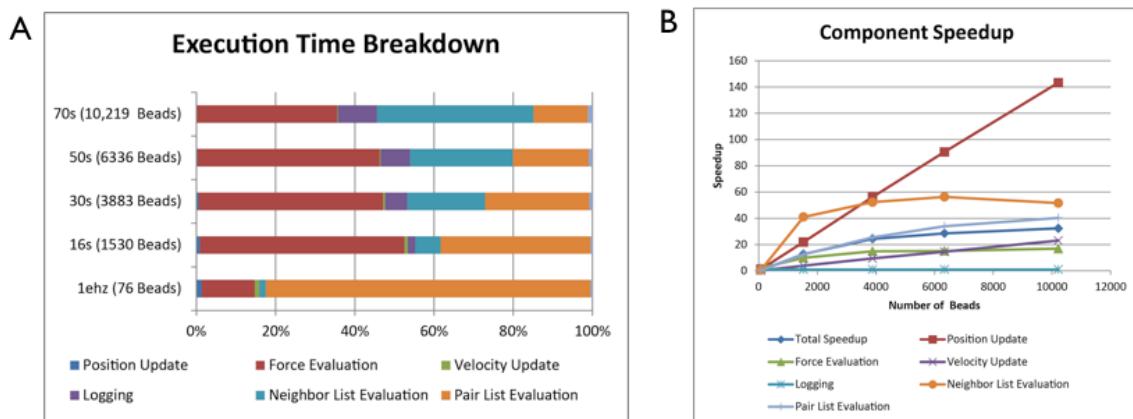 A
Execution Time Breakdown
70s (10,219 Beads)
50s (6336 Beads)
30s (3883 Beads)
16s (1530 Beads)
1ehz (76 Beads)
0% 20% 40% 60% 80% 100%
Position Update Force Evaluation Velocity Update
Logging Neighbor List Evaluation Pair List Evaluation
B
Component Speedup
160
140
120
100
80
60
40
20
0
Speedup
0 2000 4000 6000 8000 10000 12000
Number of Beads
Total Speedup Position Update
Force Evaluation Velocity Update
Logging Neighbor List Evaluation
Pair List Evaluation